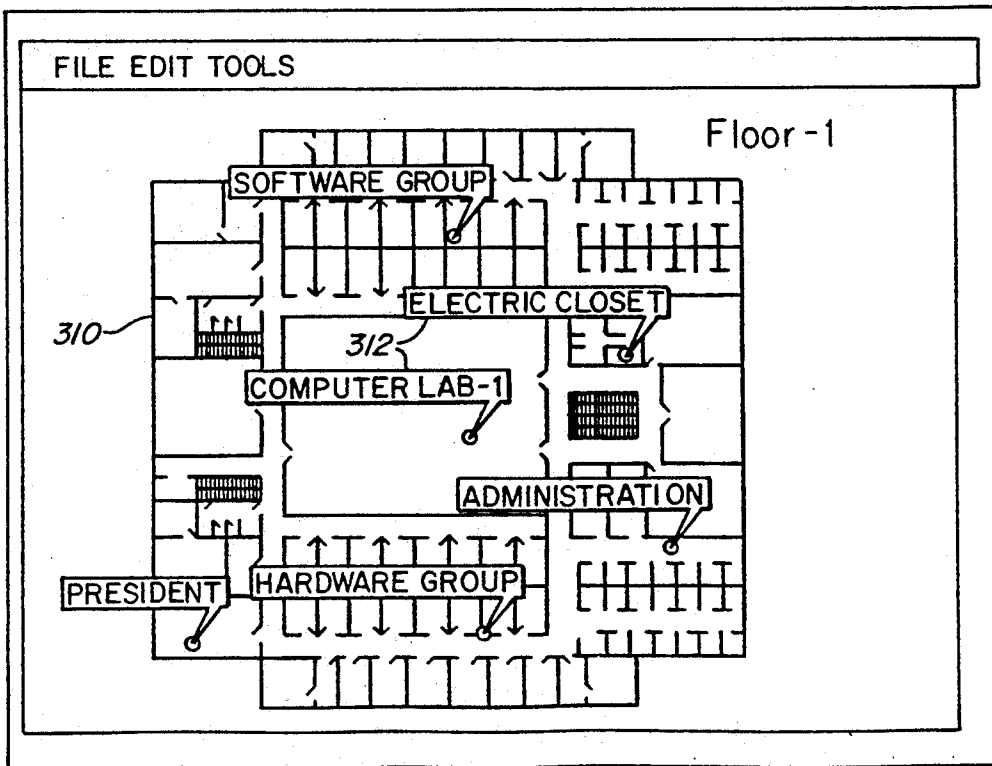 FILE EDIT TOOLS
Floor-1
SOFTWARE GROUP
ELECTRIC CLOSET
310
312
COMPUTER LAB-1
ADMINISTRATION
HARDWARE GROUP
PRESIDENT